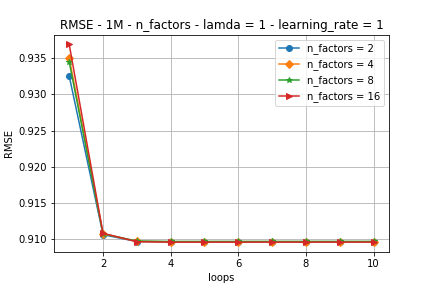 RMSE - 1M - n_factors - lamda = 1 - learning_rate = 1
n_factors = 2
n_factors = 4
n_factors = 8
n_factors = 16
RMSE
0.935
0.930
0.925
0.920
0.915
0.910
2 4 6 8 10
loops